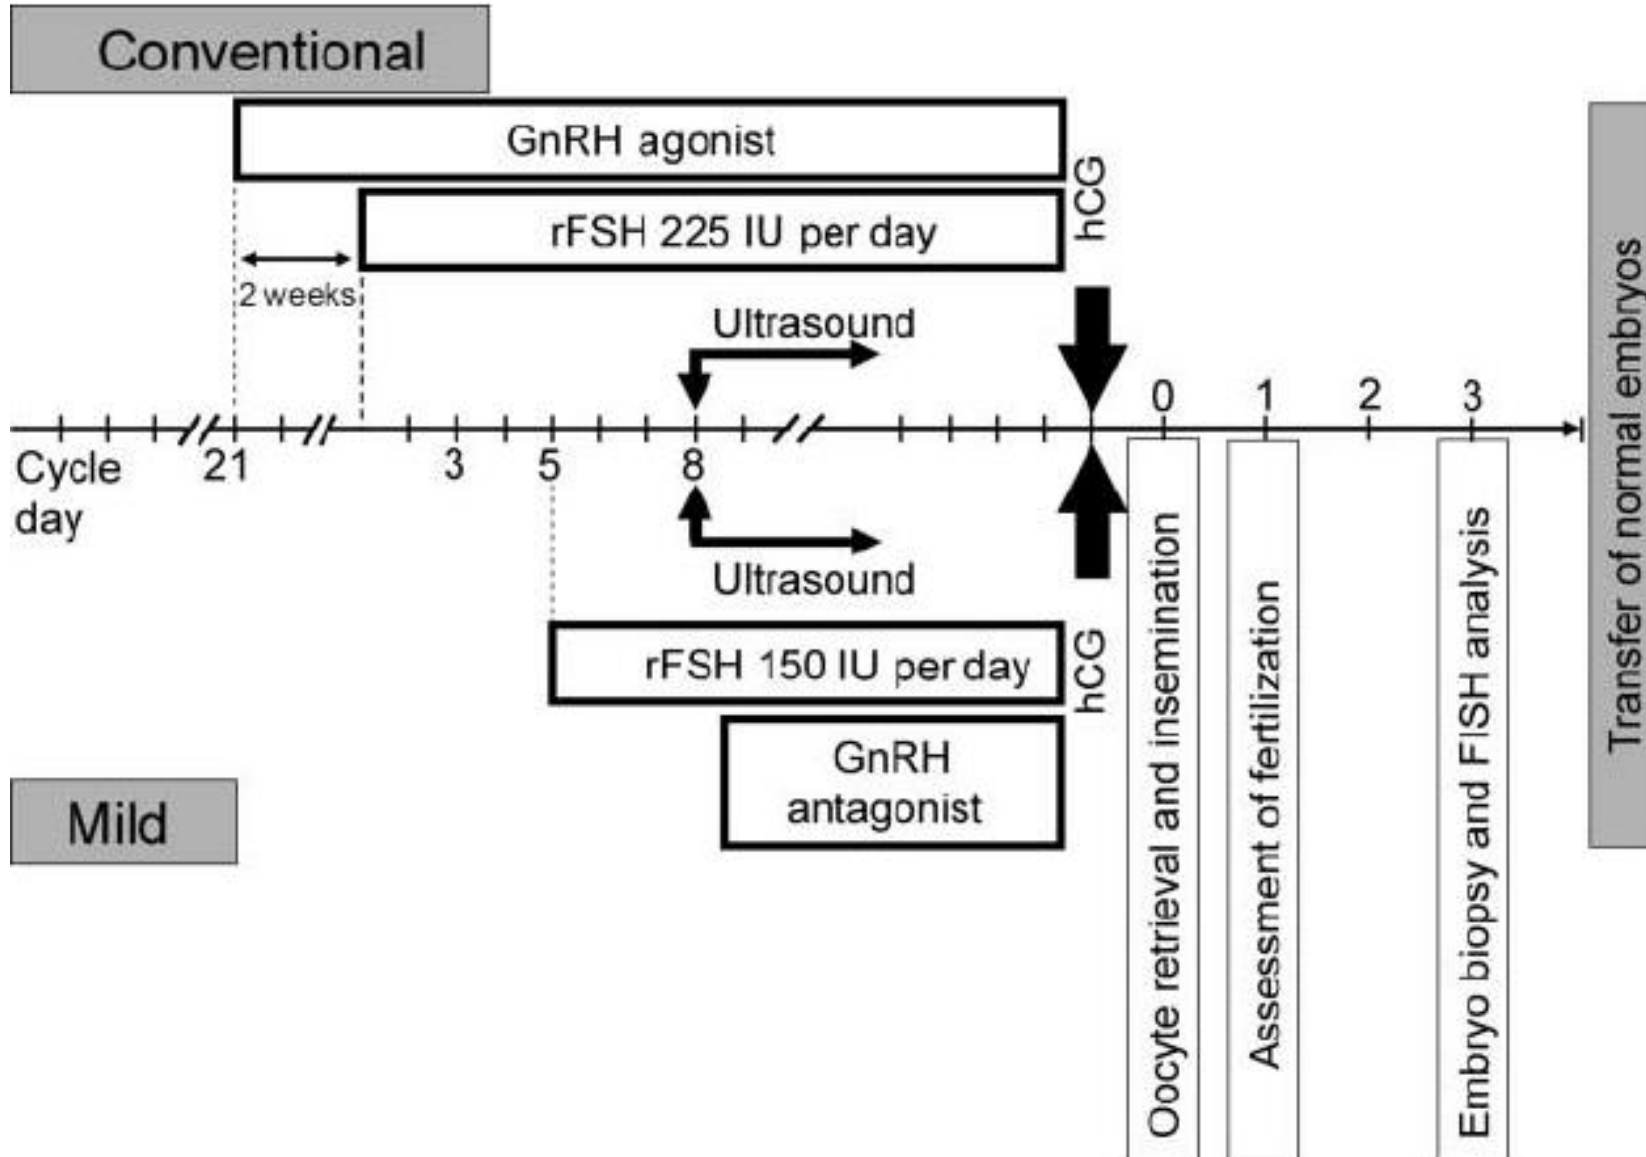 Conventional
GnRH agonist
hCG
rFSH 225 IU per day
2 weeks
Ultrasound
0 1 2 3
Cycle
day
21 3 5 8
Ultrasound
rFSH 150 IU per day
hCG
GnRH
antagonist
Mild
Oocyte retrieval and insemination
Assessment of fertilization
Embryo biopsy and FISH analysis
Transfer of normal embryos